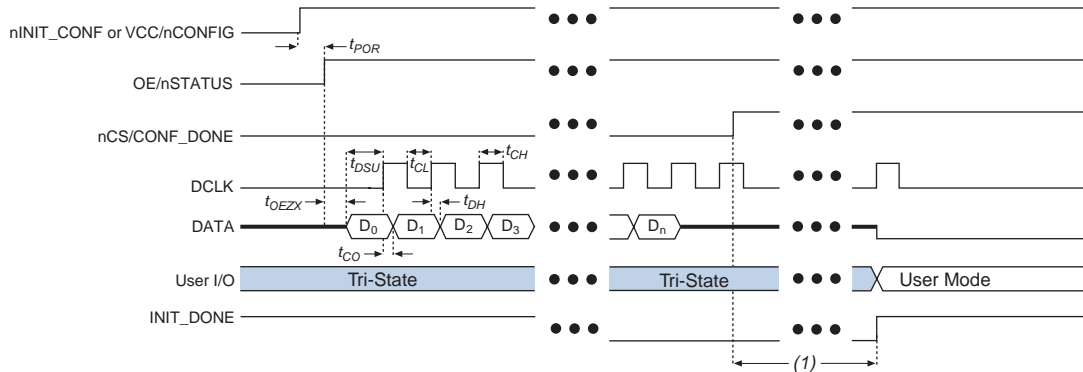 nINIT_CONF or VCC/nCONFIG
t_POR
OE/nSTATUS
nCS/CONF_DONE
t_DSU t_CL t_CH
DCLK
t_OEZX t_DH
DATA D_0 D_1 D_2 D_3 D_n
t_CO
User I/O Tri-State Tri-State User Mode
INIT_DONE
(1)